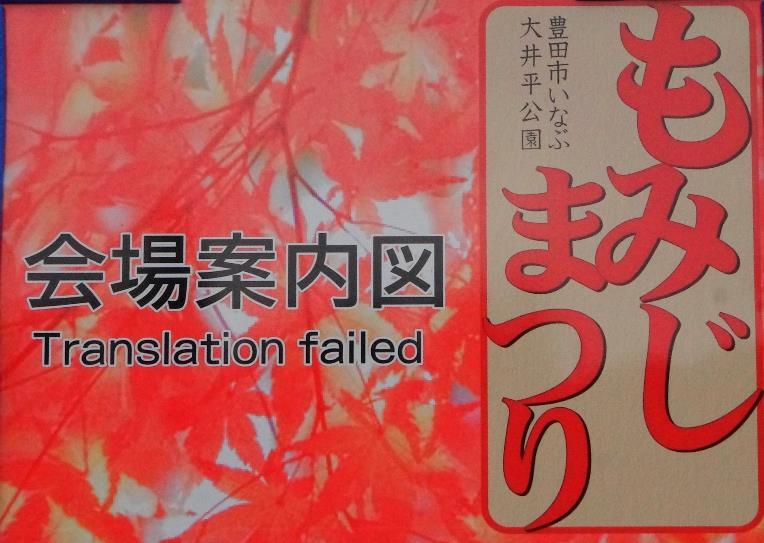 もみじ
まつり
豊田市いなぶ
大井平公園
会場案内図
Translation failed